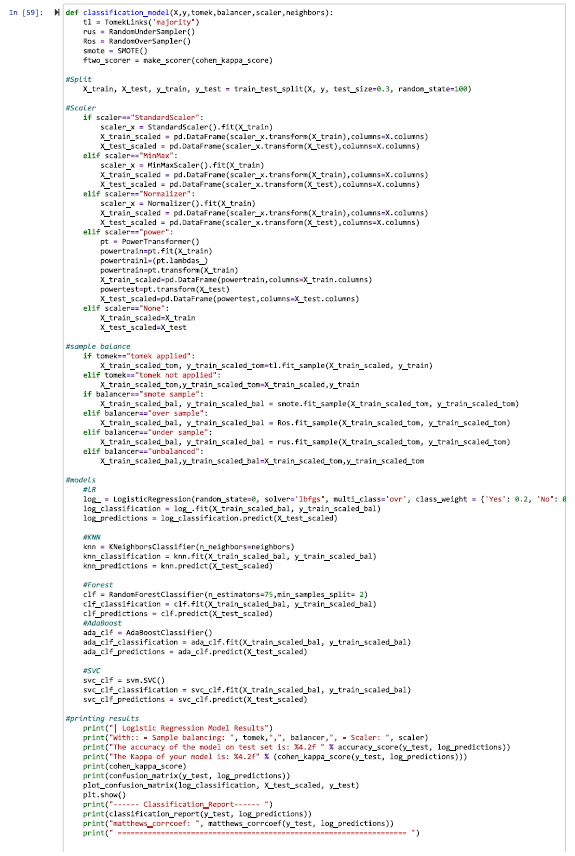 In [59]: def classification_model(X,y,tomek,balancer,scaler,neighbors):
    tl = TomekLinks('majority')
    rus = RandomUnderSampler()
    Ros = RandomOverSampler()
    smote = SMOTE()
    ftwo_scorer = make_scorer(cohen_kappa_score)
#Split
    X_train, X_test, y_train, y_test = train_test_split(X, y, test_size=0.3, random_state=100)
#Scaler
    if scaler=="StandardScaler":
        scaler_x = StandardScaler().fit(X_train)
        X_train_scaled = pd.DataFrame(scaler_x.transform(X_train),columns=X.columns)
        X_test_scaled = pd.DataFrame(scaler_x.transform(X_test),columns=X.columns)
    elif scaler=="MinMax":
        scaler_x = MinMaxScaler().fit(X_train)
        X_train_scaled = pd.DataFrame(scaler_x.transform(X_train),columns=X.columns)
        X_test_scaled = pd.DataFrame(scaler_x.transform(X_test),columns=X.columns)
    elif scaler=="Normalizer":
        scaler_x = Normalizer().fit(X_train)
        X_train_scaled = pd.DataFrame(scaler_x.transform(X_train),columns=X.columns)
        X_test_scaled = pd.DataFrame(scaler_x.transform(X_test),columns=X.columns)
    elif scaler=="power":
        pt = PowerTransformer()
        powertrain=pt.fit(X_train)
        powertrainl=(pt.lambdas_)
        powertrain=pt.transform(X_train)
        X_train_scaled=pd.DataFrame(powertrain,columns=X_train.columns)
        powertest=pt.transform(X_test)
        X_test_scaled=pd.DataFrame(powertest,columns=X_test.columns)
    elif scaler=="None":
        X_train_scaled=X_train
        X_test_scaled=X_test
#sample balance
    if tomek=="tomek applied":
        X_train_scaled_tom, y_train_scaled_tom=tl.fit_sample(X_train_scaled, y_train)
    elif tomek=="tomek not applied":
        X_train_scaled_tom,y_train_scaled_tom=X_train_scaled,y_train
    if balancer=="smote sample":
        X_train_scaled_bal, y_train_scaled_bal = smote.fit_sample(X_train_scaled_tom, y_train_scaled_tom)
    elif balancer=="over sample":
        X_train_scaled_bal, y_train_scaled_bal = Ros.fit_sample(X_train_scaled_tom, y_train_scaled_tom)
    elif balancer=="under sample":
        X_train_scaled_bal, y_train_scaled_bal = rus.fit_sample(X_train_scaled_tom, y_train_scaled_tom)
    elif balancer=="unbalanced":
        X_train_scaled_bal,y_train_scaled_bal=X_train_scaled_tom,y_train_scaled_tom
#models
    #LR
    log_ = LogisticRegression(random_state=0, solver='lbfgs', multi_class='ovr', class_weight = {'Yes': 0.2, 'No': 0
    log_classification = log_.fit(X_train_scaled_bal, y_train_scaled_bal)
    log_predictions = log_classification.predict(X_test_scaled)
    #KNN
    knn = KNeighborsClassifier(n_neighbors=neighbors)
    knn_classification = knn.fit(X_train_scaled_bal, y_train_scaled_bal)
    knn_predictions = knn.predict(X_test_scaled)
    #Forest
    clf = RandomForestClassifier(n_estimators=75,min_samples_split= 2)
    clf_classification = clf.fit(X_train_scaled_bal, y_train_scaled_bal)
    clf_predictions = clf.predict(X_test_scaled)
    #AdaBoost
    ada_clf = AdaBoostClassifier()
    ada_clf_classification = ada_clf.fit(X_train_scaled_bal, y_train_scaled_bal)
    ada_clf_predictions = ada_clf.predict(X_test_scaled)
    #SVC
    svc_clf = svm.SVC()
    svc_clf_classification = svc_clf.fit(X_train_scaled_bal, y_train_scaled_bal)
    svc_clf_predictions = svc_clf.predict(X_test_scaled)
#printing results
    print("| Logistic Regression Model Results")
    print("With:: - Sample balancing: ", tomek,",", balancer,", - Scaler: ", scaler)
    print("The accuracy of the model on test set is: %4.2f " % accuracy_score(y_test, log_predictions))
    print("The Kappa of your model is: %4.2f" % (cohen_kappa_score(y_test, log_predictions)))
    print(cohen_kappa_score)
    print(confusion_matrix(y_test, log_predictions))
    plot_confusion_matrix(log_classification, X_test_scaled, y_test)
    plt.show()
    print("------ Classification_Report------ ")
    print(classification_report(y_test, log_predictions))
    print("matthews_corrcoef: ", matthews_corrcoef(y_test, log_predictions))
    print(" ================================================================ ")